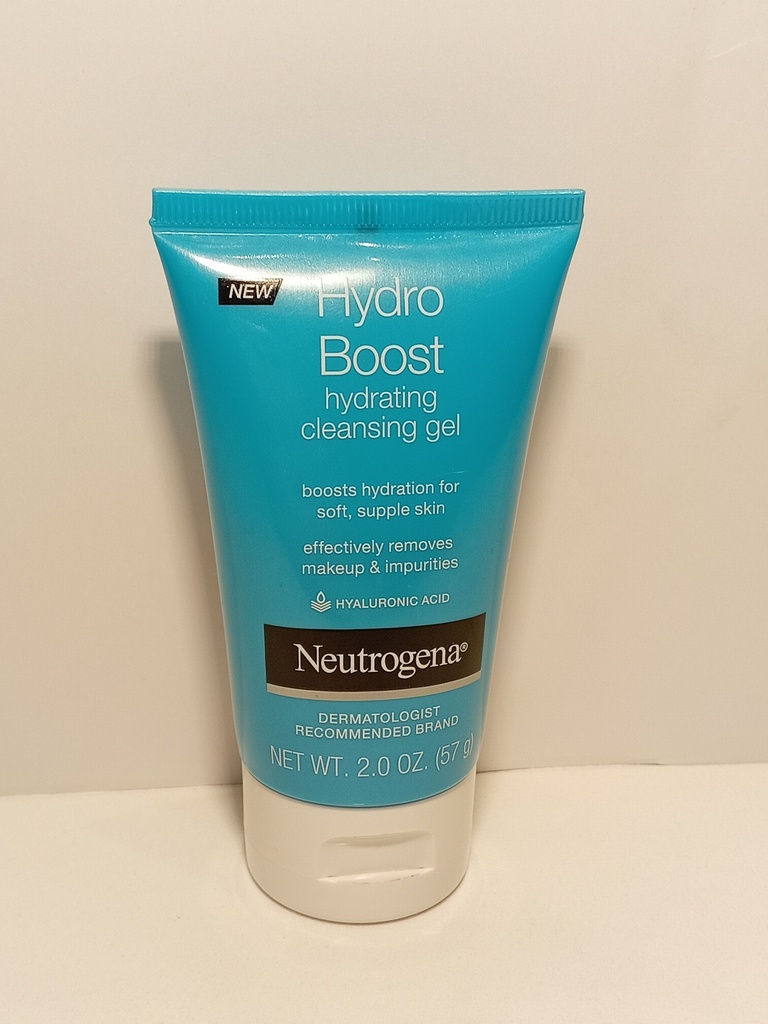 NEW
Hydro
Boost
hydrating
cleansing gel
boosts hydration for
soft, supple skin
effectively removes
makeup & impurities
HYALURONIC ACID
Neutrogena®
DERMATOLOGIST
RECOMMENDED BRAND
NET WT. 2.0 OZ. (57 g)